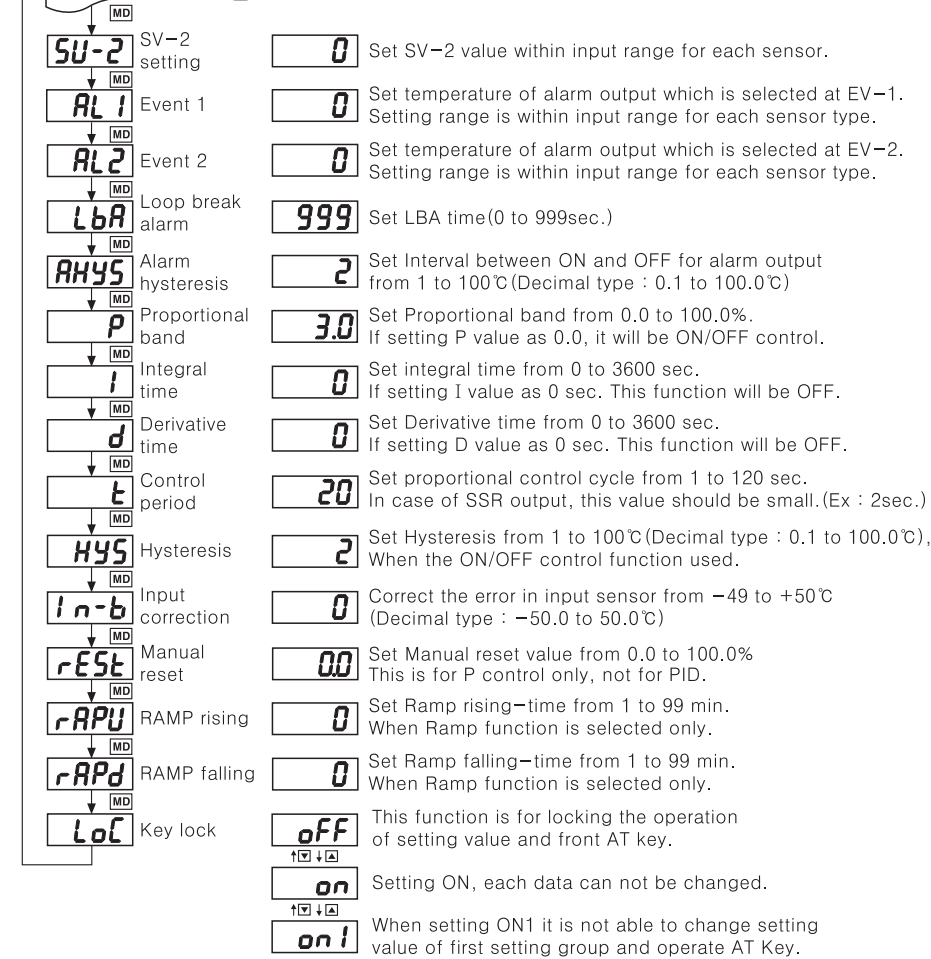 MD
SV-2 SV−2 setting 0 Set SV−2 value within input range for each sensor.
MD
AL1 Event 1 0 Set temperature of alarm output which is selected at EV−1.
Setting range is within input range for each sensor type.
MD
AL2 Event 2 0 Set temperature of alarm output which is selected at EV−2.
Setting range is within input range for each sensor type.
MD
LbA Loop break alarm 999 Set LBA time(0 to 999sec.)
MD
AHYS Alarm hysteresis 2 Set Interval between ON and OFF for alarm output
from 1 to 100℃(Decimal type : 0.1 to 100.0℃)
MD
P Proportional band 3.0 Set Proportional band from 0.0 to 100.0%.
If setting P value as 0.0, it will be ON/OFF control.
MD
I Integral time 0 Set integral time from 0 to 3600 sec.
If setting I value as 0 sec. This function will be OFF.
MD
d Derivative time 0 Set Derivative time from 0 to 3600 sec.
If setting D value as 0 sec. This function will be OFF.
MD
t Control period 20 Set proportional control cycle from 1 to 120 sec.
In case of SSR output, this value should be small.(Ex : 2sec.)
MD
HYS Hysteresis 2 Set Hysteresis from 1 to 100℃(Decimal type : 0.1 to 100.0℃),
When the ON/OFF control function used.
MD
In-b Input correction 0 Correct the error in input sensor from −49 to +50℃
(Decimal type : −50.0 to 50.0℃)
MD
rESt Manual reset 0.0 Set Manual reset value from 0.0 to 100.0%
This is for P control only, not for PID.
MD
rAPU RAMP rising 0 Set Ramp rising−time from 1 to 99 min.
When Ramp function is selected only.
MD
rAPd RAMP falling 0 Set Ramp falling−time from 1 to 99 min.
When Ramp function is selected only.
MD
LoC Key lock oFF This function is for locking the operation
of setting value and front AT key.
↑▼ ↓▲
on Setting ON, each data can not be changed.
↑▼ ↓▲
on1 When setting ON1 it is not able to change setting
value of first setting group and operate AT Key.